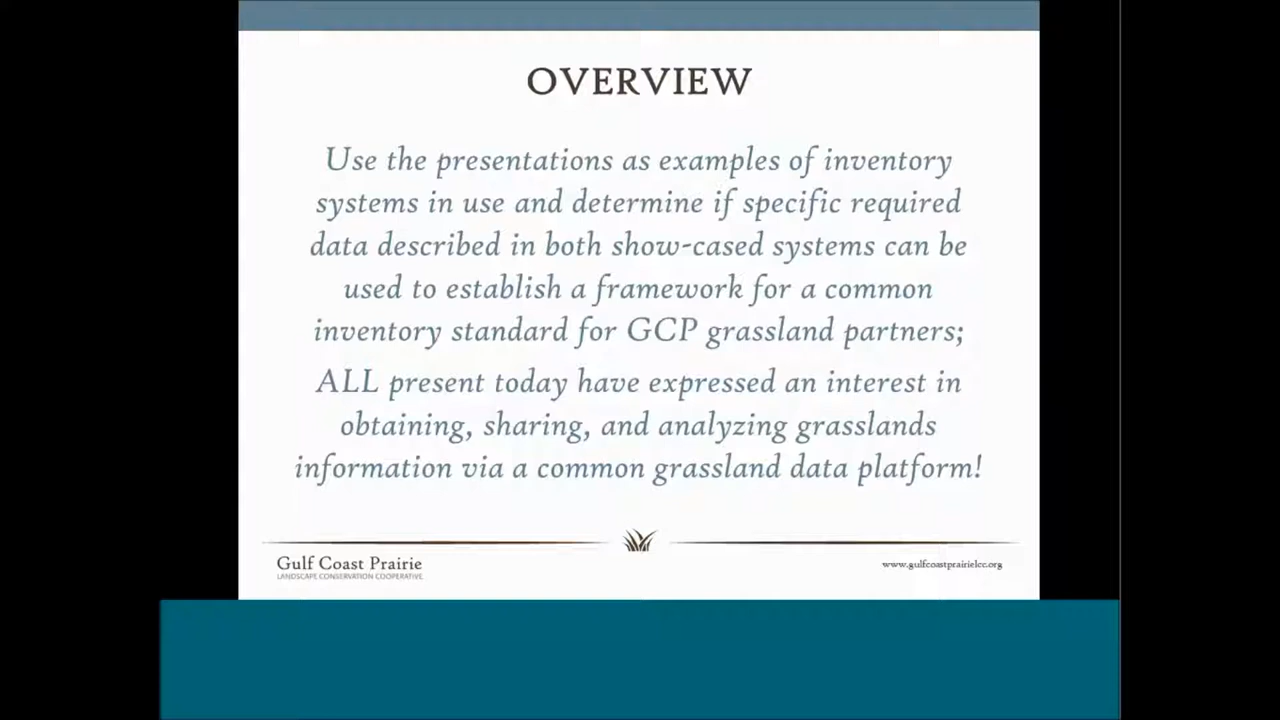 OVERVIEW
Use the presentations as examples of inventory
systems in use and determine if specific required
data described in both show-cased systems can be
used to establish a framework for a common
inventory standard for GCP grassland partners;
ALL present today have expressed an interest in
obtaining, sharing, and analyzing grasslands
information via a common grassland data platform!
Gulf Coast Prairie
LANDSCAPE CONSERVATION COOPERATIVE
www.gulfcoastprairielcc.org